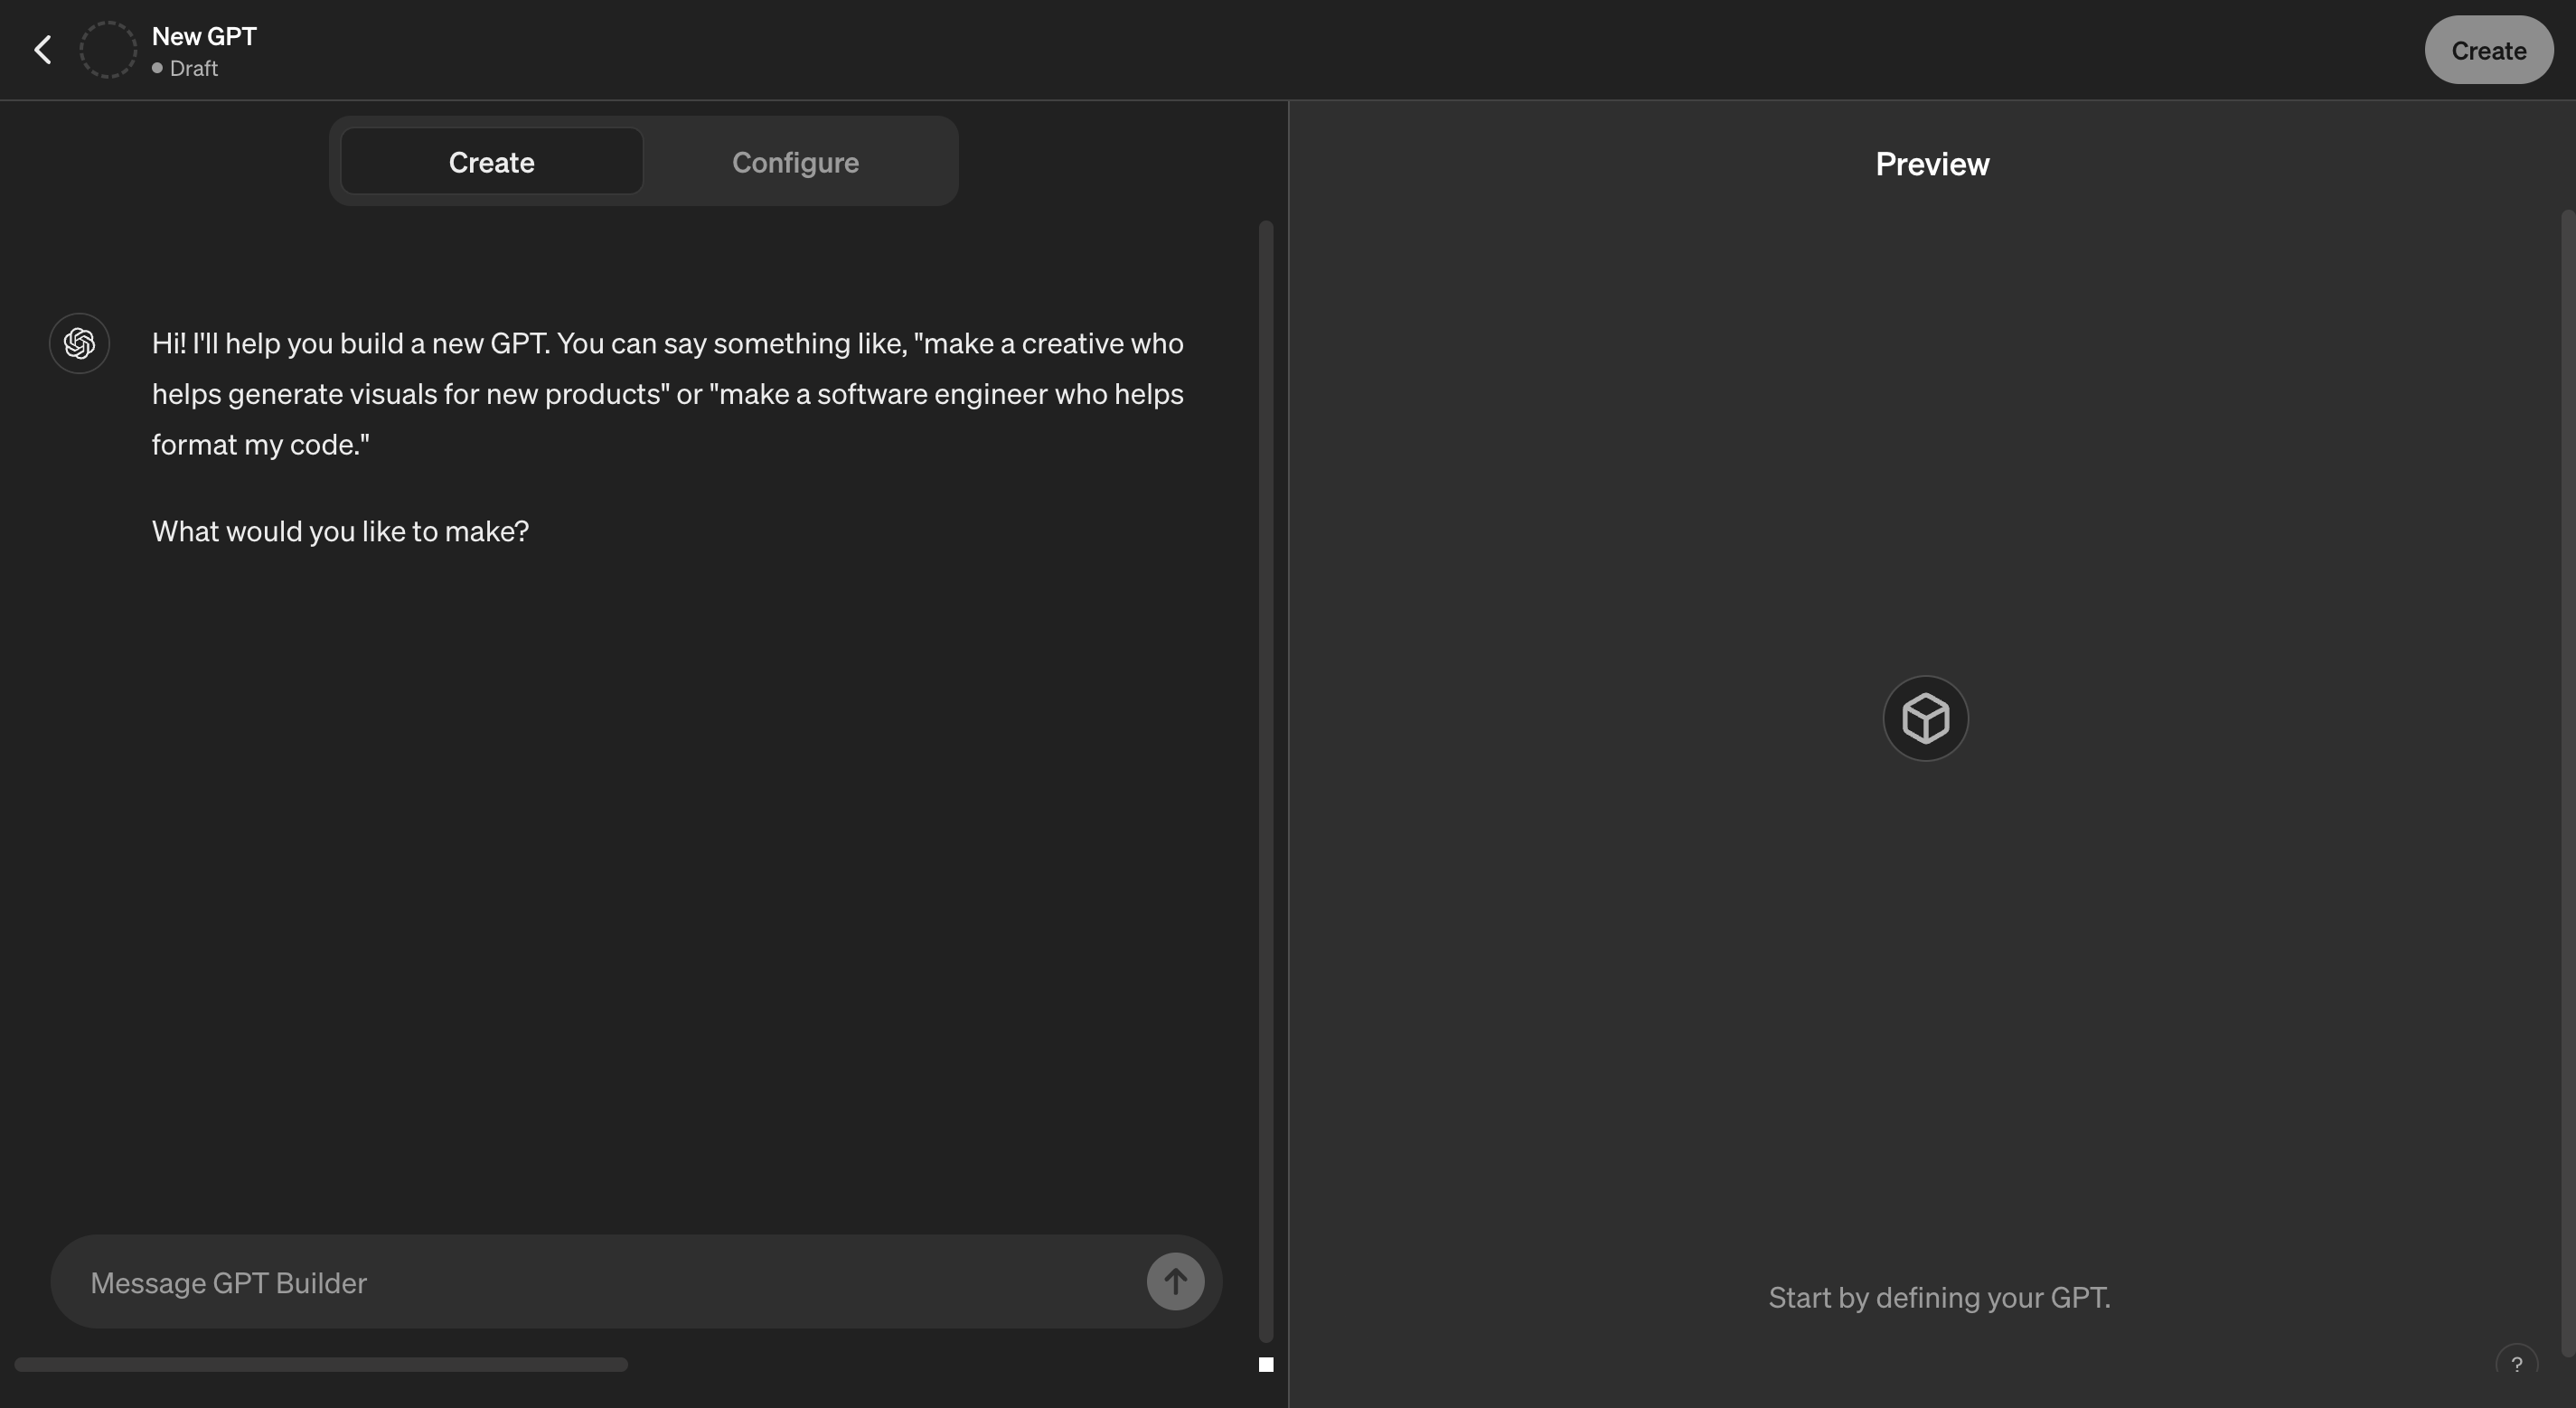 New GPT
Draft
Create
Create
Configure
Preview
Hi! I'll help you build a new GPT. You can say something like, "make a creative who
helps generate visuals for new products" or "make a software engineer who helps
format my code."
What would you like to make?
Message GPT Builder
Start by defining your GPT.
?